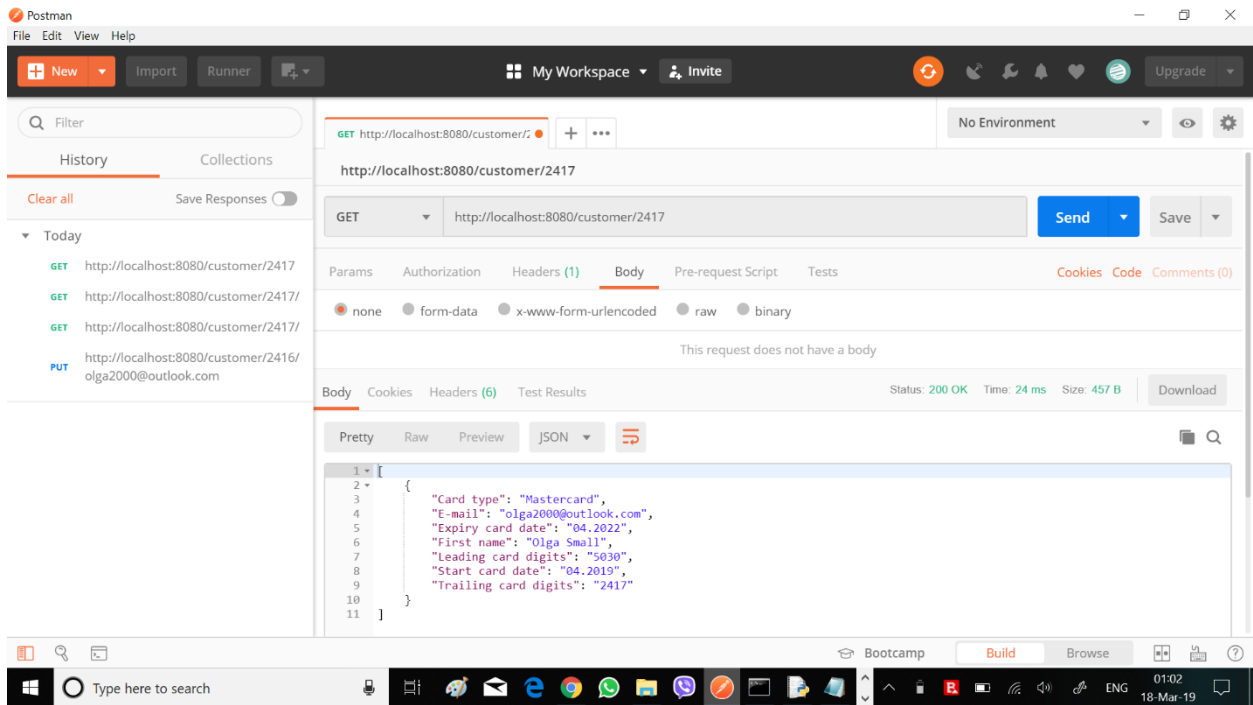 Postman
File Edit View Help
New Import Runner My Workspace Invite Upgrade
Filter
History Collections
Clear all Save Responses
Today
GET http://localhost:8080/customer/2417
GET http://localhost:8080/customer/2417/
GET http://localhost:8080/customer/2417/
PUT http://localhost:8080/customer/2416/
olga2000@outlook.com
GET http://localhost:8080/customer/2 + ••• No Environment
http://localhost:8080/customer/2417
GET http://localhost:8080/customer/2417 Send Save
Params Authorization Headers (1) Body Pre-request Script Tests Cookies Code Comments (0)
none form-data x-www-form-urlencoded raw binary
This request does not have a body
Body Cookies Headers (6) Test Results Status: 200 OK Time: 24 ms Size: 457 B Download
Pretty Raw Preview JSON
1 [
2 {
3 "Card type": "Mastercard",
4 "E-mail": "olga2000@outlook.com",
5 "Expiry card date": "04.2022",
6 "First name": "Olga Small",
7 "Leading card digits": "5030",
8 "Start card date": "04.2019",
9 "Trailing card digits": "2417"
10 }
11 ]
Bootcamp Build Browse
Type here to search ENG 01:02
18-Mar-19